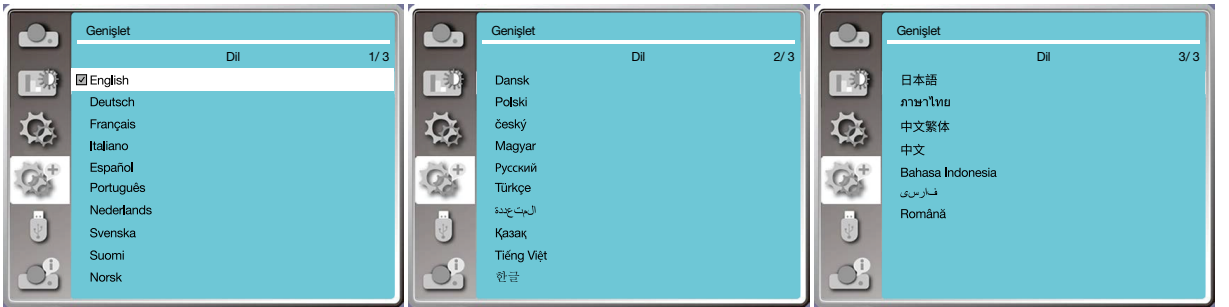 Genişlet
Dil 1/ 3
English
Deutsch
Français
Italiano
Español
Português
Nederlands
Svenska
Suomi
Norsk
Genişlet
Dil 2/ 3
Dansk
Polski
český
Magyar
Русский
Türkçe
المتعددة
Қазақ
Tiếng Việt
한글
Genişlet
Dil 3/ 3
日本語
ภาษาไทย
中文繁体
中文
Bahasa Indonesia
فارسی
Română